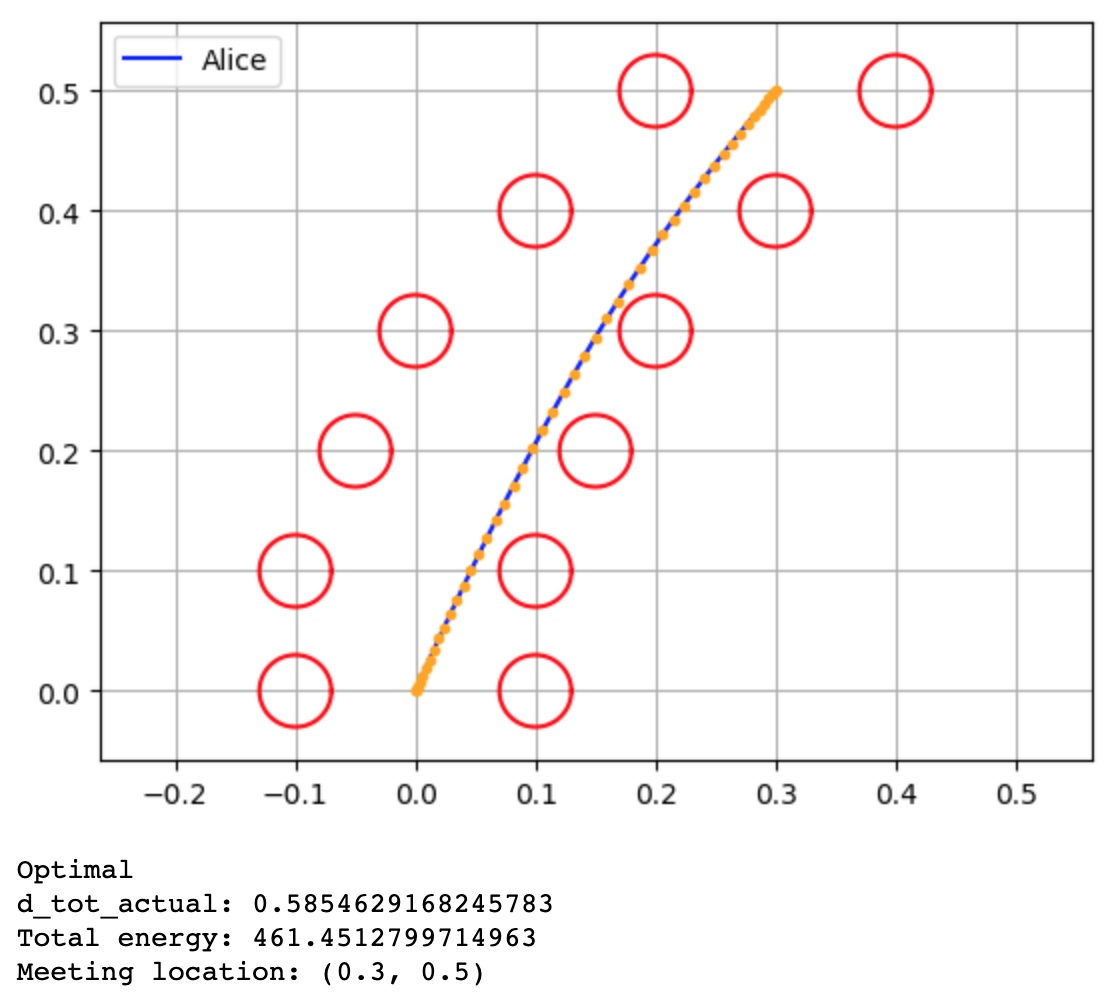 Alice
0.5
0.4
0.3
0.2
0.1
0.0
−0.2 −0.1 0.0 0.1 0.2 0.3 0.4 0.5
Optimal
d_tot_actual: 0.5854629168245783
Total energy: 461.4512799714963
Meeting location: (0.3, 0.5)